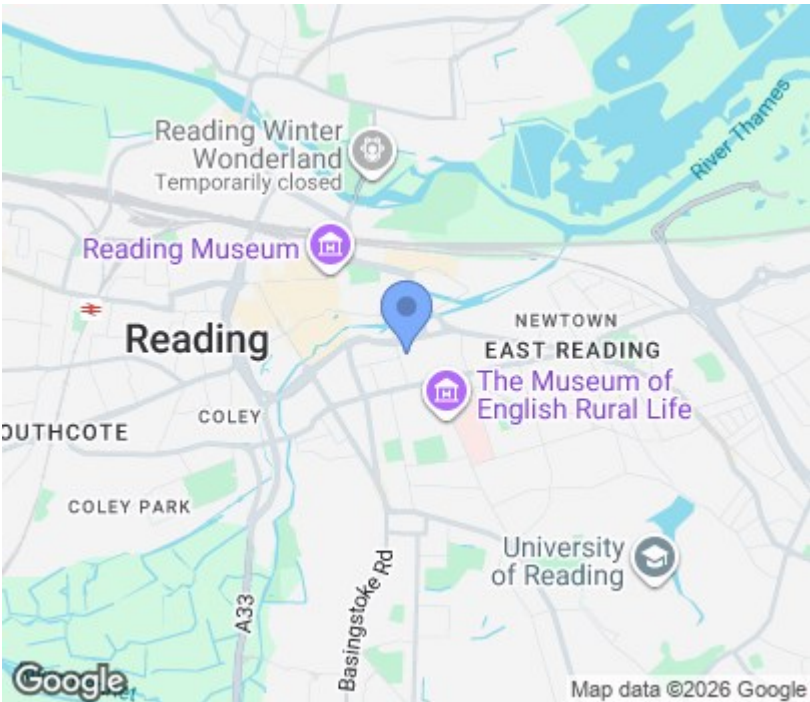 Reading Winter
Wonderland
Temporarily closed
River Thames
Reading Museum
Reading
NEWTOWN
EAST READING
The Museum of
English Rural Life
COLEY
OUTHCOTE
COLEY PARK
University
of Reading
A33
Basingstoke Rd
Google
Map data ©2026 Google